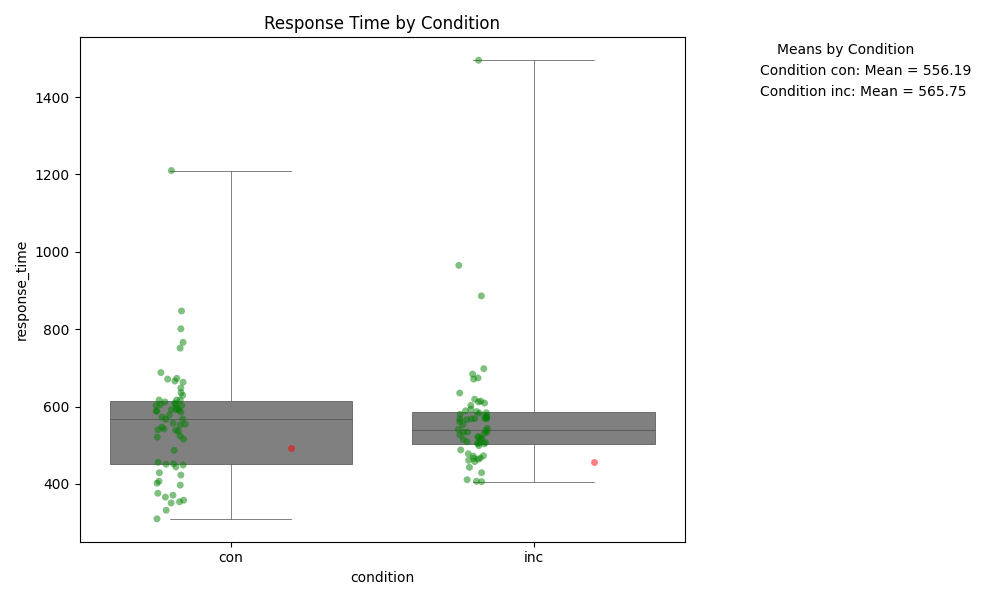 Response Time by Condition
Means by Condition
Condition con: Mean = 556.19
Condition inc: Mean = 565.75
response_time
1400
1200
1000
800
600
400
con
inc
condition